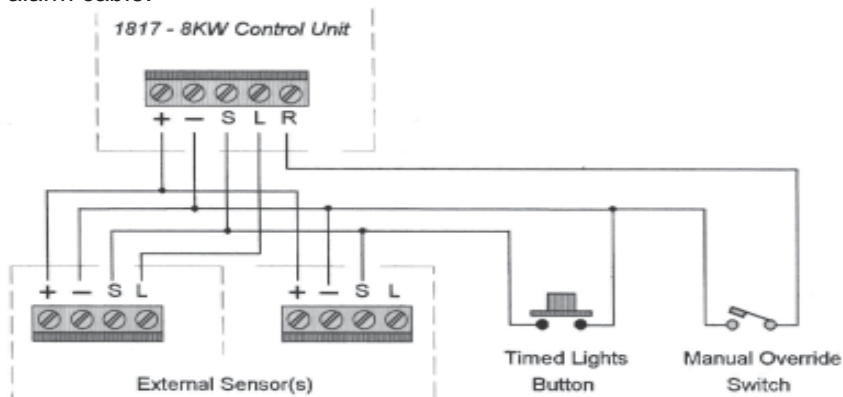 alarm cable.
1817 - 8KW Control Unit
+ - S L R
+ - S L + - S L
External Sensor(s)
Timed Lights Button
Manual Override Switch